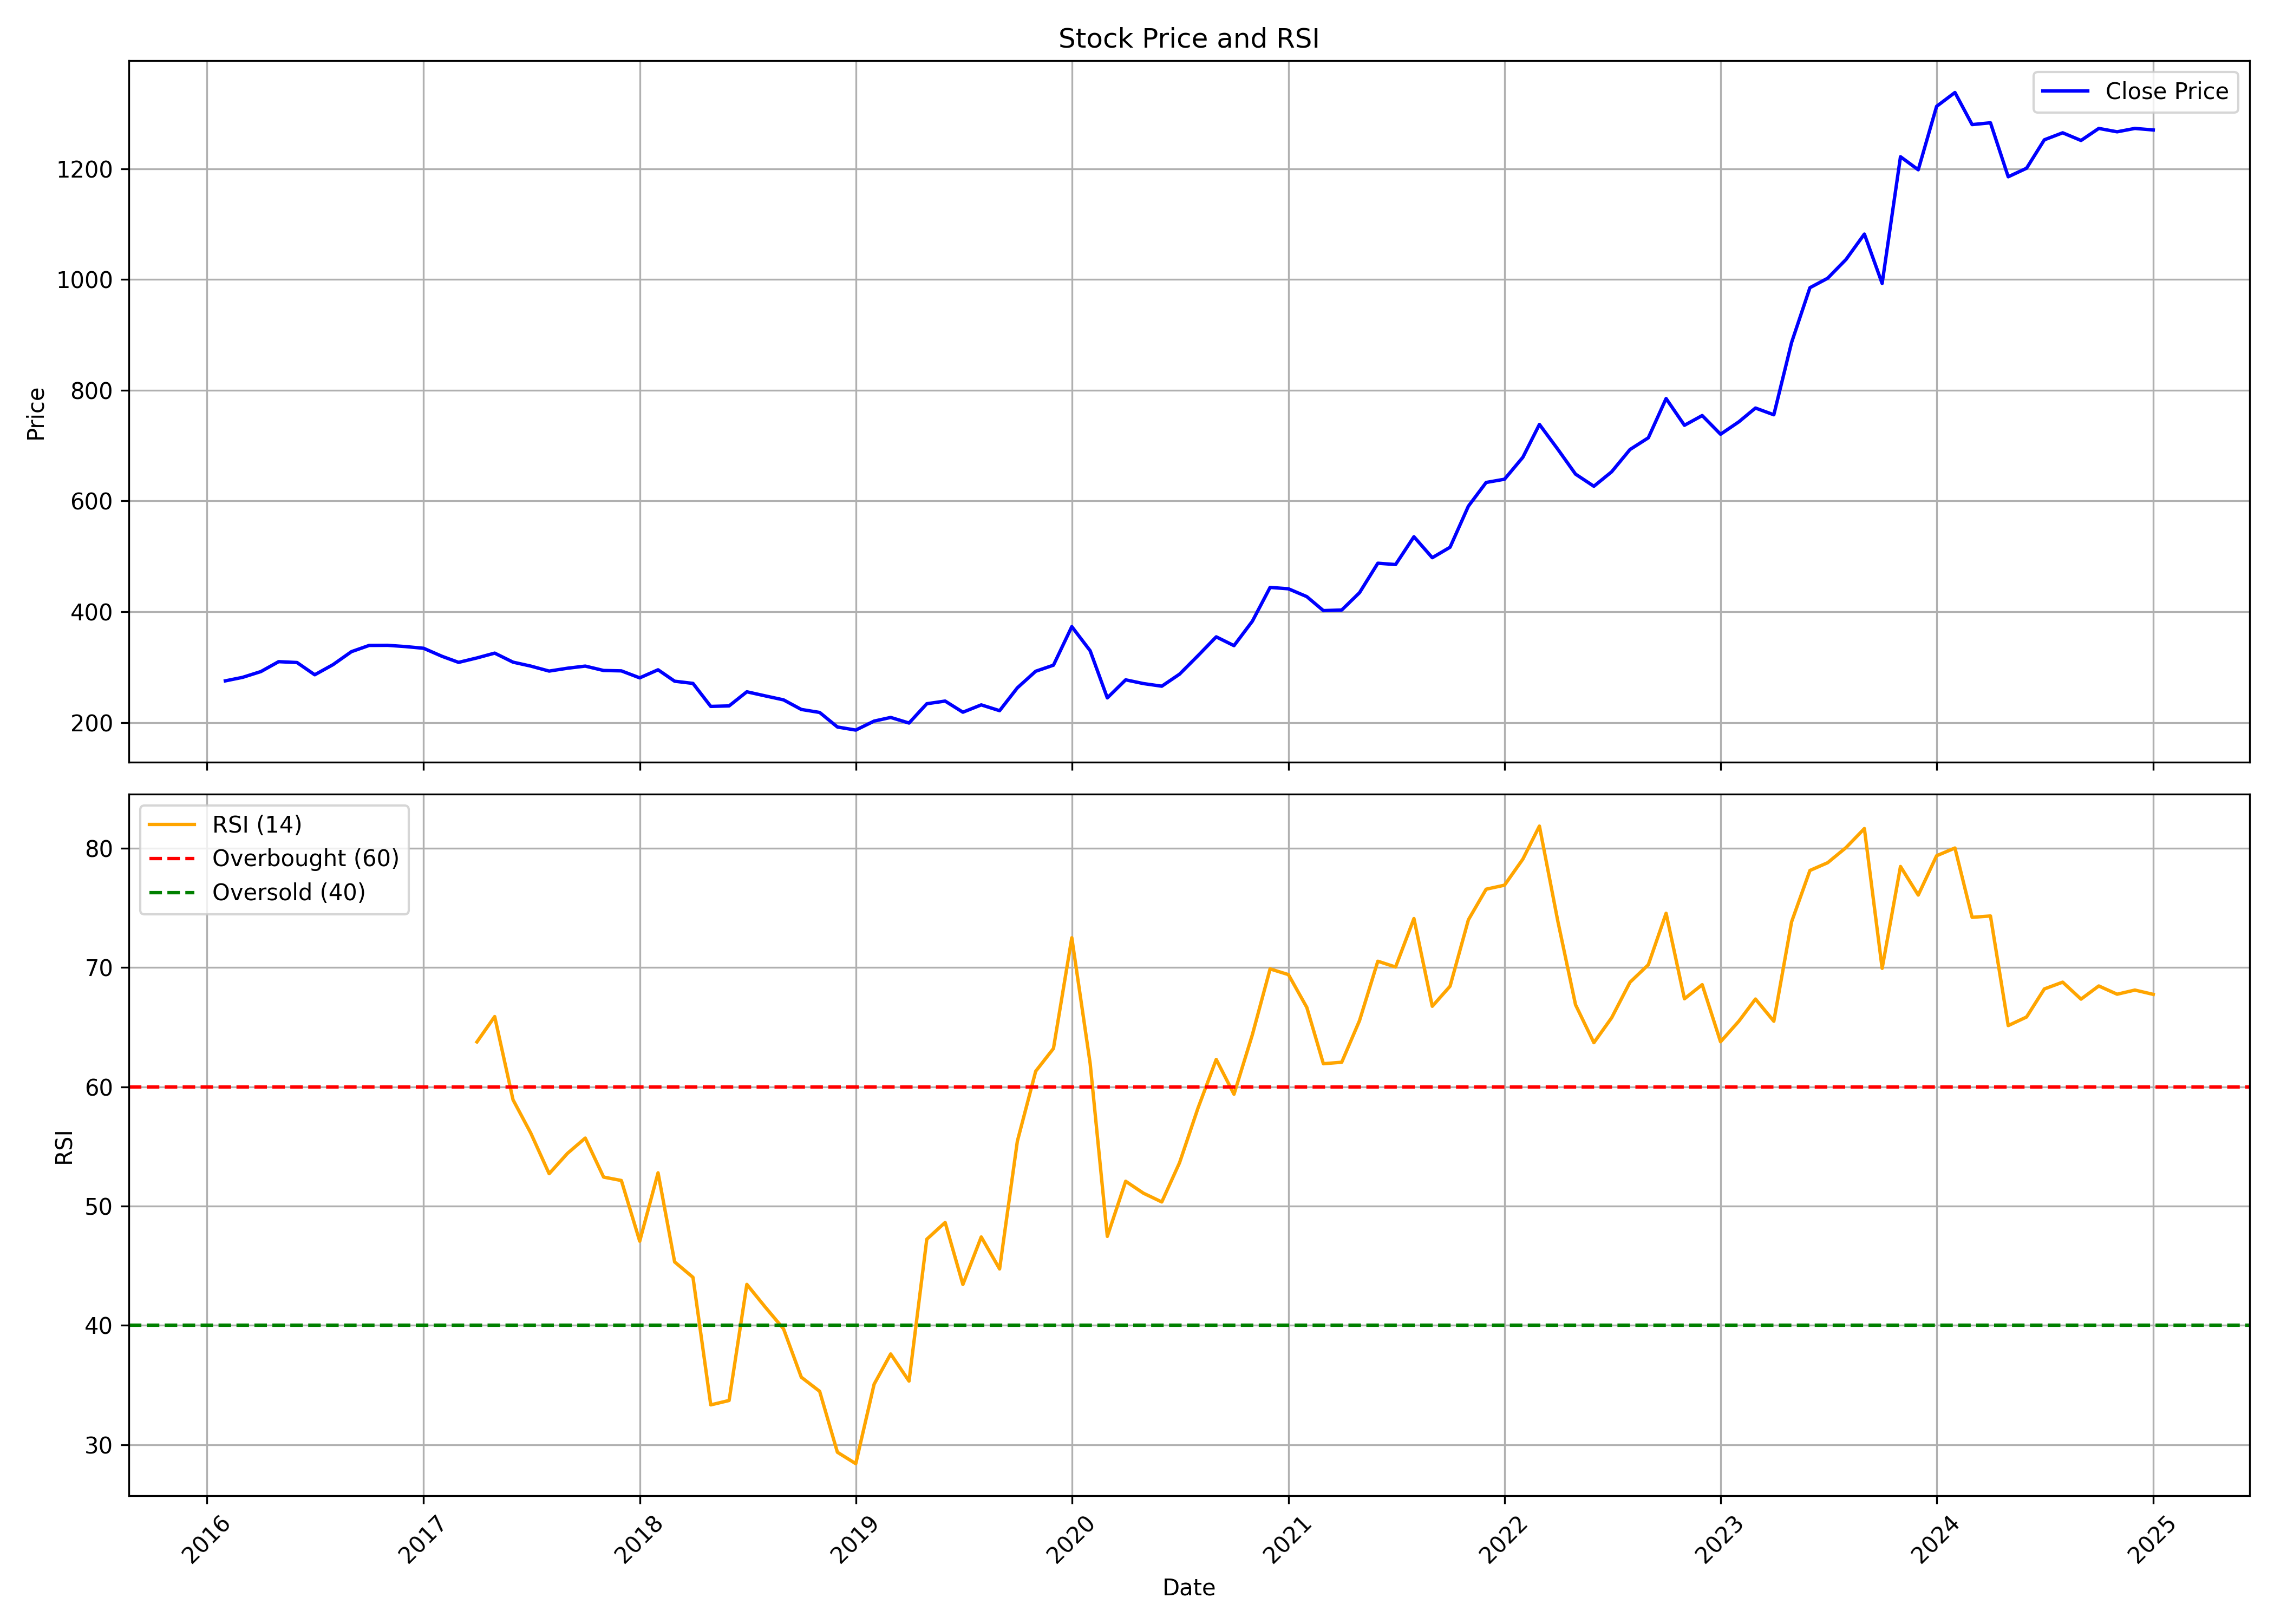 Stock Price and RSI
Close Price
Price
1200
1000
800
600
400
200
RSI (14)
Overbought (60)
Oversold (40)
RSI
80
70
60
50
40
30
2016
2017
2018
2019
2020
2021
2022
2023
2024
2025
Date